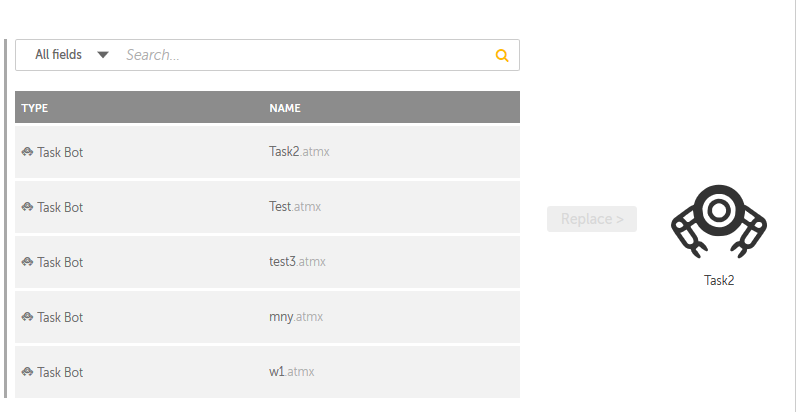 All fields Search...
TYPE NAME
Task Bot Task2.atmx
Task Bot Test.atmx
Task Bot test3.atmx
Task Bot mny.atmx
Task Bot w1.atmx
Replace >
Task2